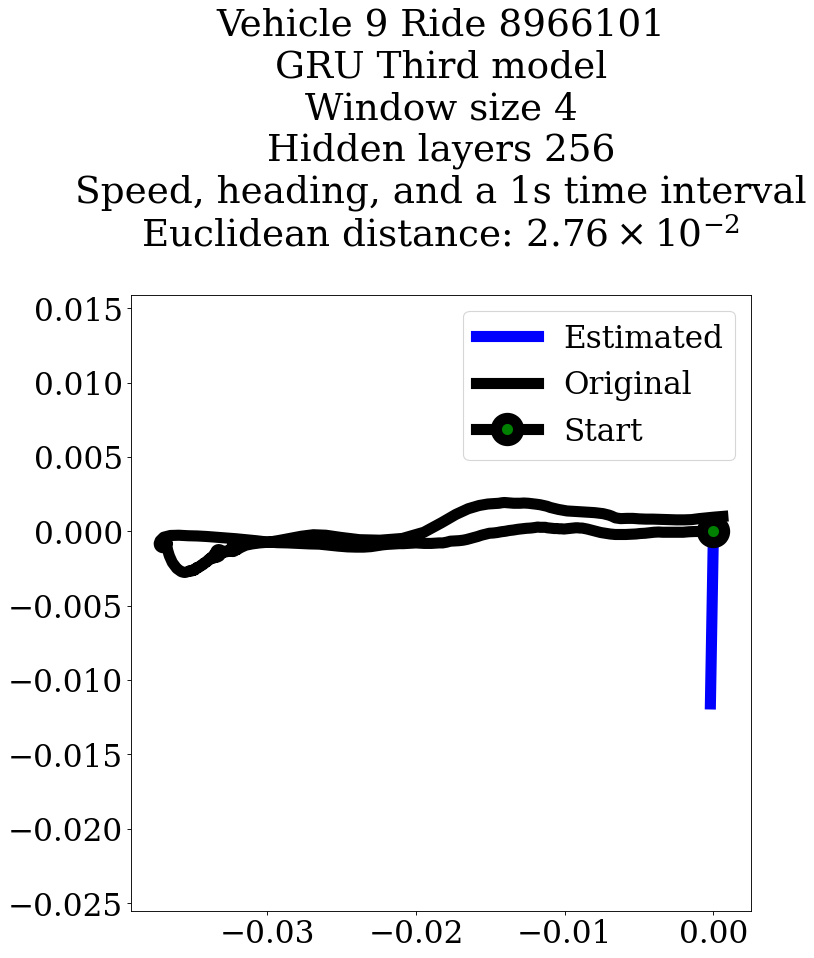 Vehicle 9 Ride 8966101
GRU Third model
Window size 4
Hidden layers 256
Speed, heading, and a 1s time interval
Euclidean distance: 2.76 × 10⁻²
Estimated
Original
Start
0.015
0.010
0.005
0.000
−0.005
−0.010
−0.015
−0.020
−0.025
−0.03 −0.02 −0.01 0.00